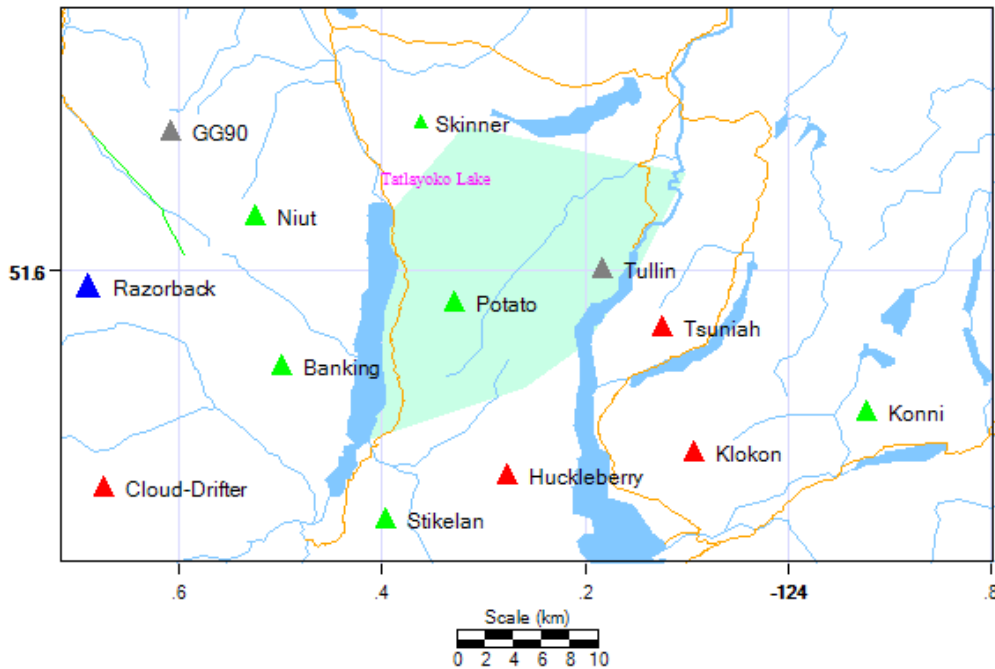 Skinner
GG90
Tatlayoko Lake
Niut
51.6
Tullin
Razorback
Potato
Tsuniah
Banking
Konni
Klokon
Huckleberry
Cloud-Drifter
Stikelan
.6 .4 .2 -124 .8
Scale (km)
0 2 4 6 8 10